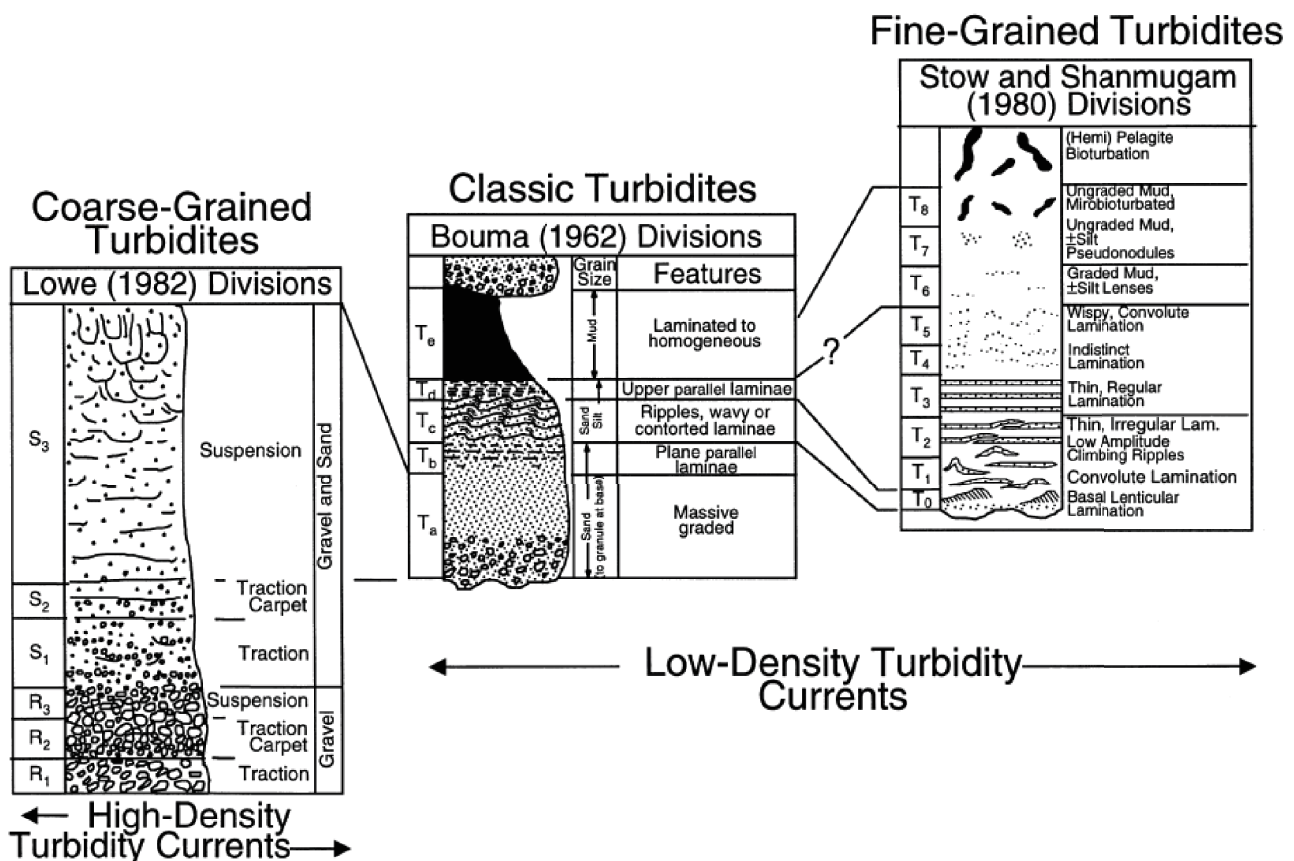 Coarse-Grained
Turbidites
Lowe (1982) Divisions
S3
S2
S1
R3
R2
R1
Suspension
Traction
Carpet
Traction
Suspension
Traction
Carpet
Traction
Gravel and Sand
Gravel
High-Density
Turbidity Currents
Classic Turbidites
Bouma (1962) Divisions
Grain
Size
Features
Te
Td
Tc
Tb
Ta
Mud
Sand
Silt
Sand
(to granule at base)
Laminated to
homogeneous
Upper parallel laminae
Ripples, wavy or
contorted laminae
Plane parallel
laminae
Massive
graded
?
Low-Density Turbidity
Currents
Fine-Grained Turbidites
Stow and Shanmugam
(1980) Divisions
T8
T7
T6
T5
T4
T3
T2
T1
T0
(Hemi) Pelagite
Bioturbation
Ungraded Mud,
Mirobioturbated
Ungraded Mud,
±Silt
Pseudonodules
Graded Mud,
±Silt Lenses
Wispy, Convolute
Lamination
Indistinct
Lamination
Thin, Regular
Lamination
Thin, Irregular Lam.
Low Amplitude
Climbing Ripples
Convolute Lamination
Basal Lenticular
Lamination